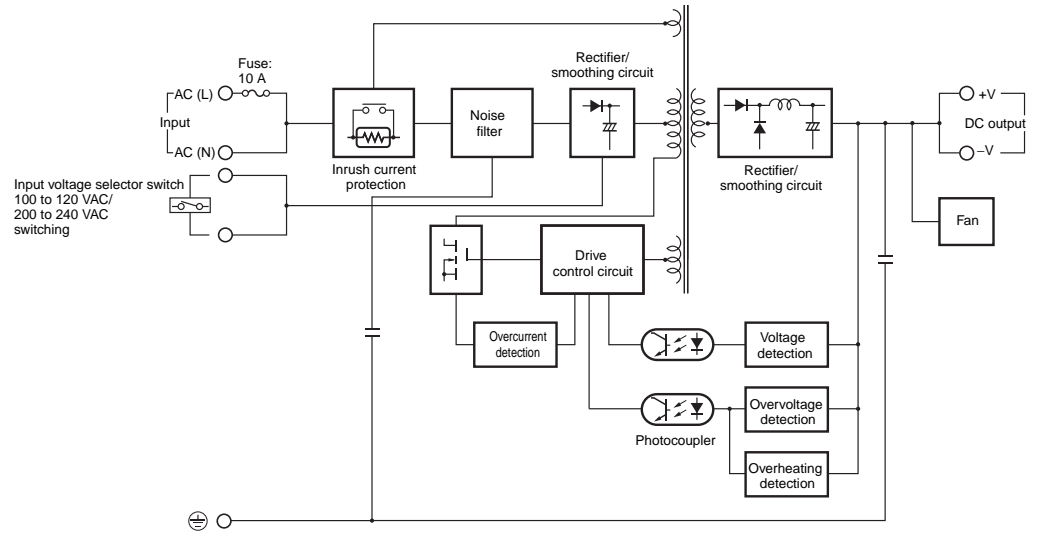 Fuse:
10 A
AC (L)
Input
AC (N)
Input voltage selector switch
100 to 120 VAC/
200 to 240 VAC
switching
Inrush current
protection
Noise
filter
Rectifier/
smoothing circuit
Rectifier/
smoothing circuit
+V
DC output
–V
Fan
Drive
control circuit
Overcurrent
detection
Voltage
detection
Overvoltage
detection
Photocoupler
Overheating
detection